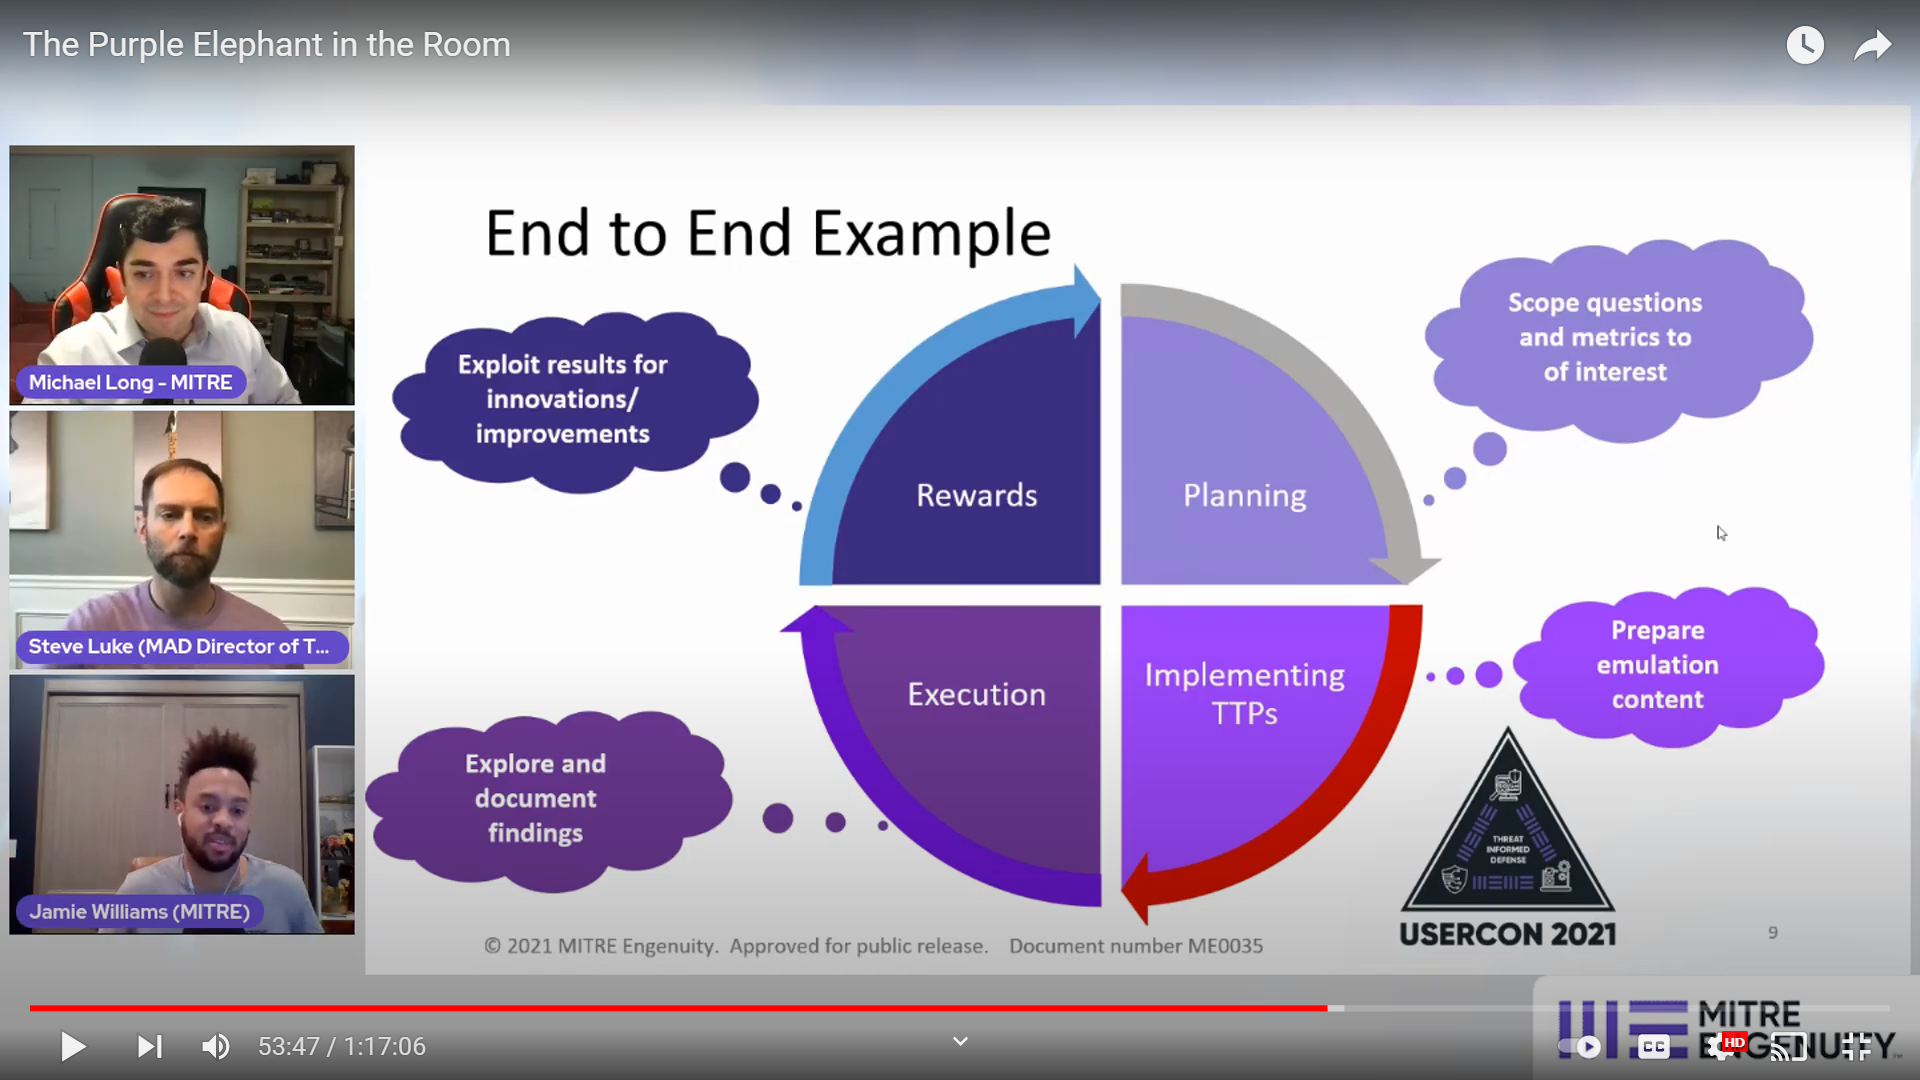 The Purple Elephant in the Room
Michael Long - MITRE
Steve Luke (MAD Director of T...
Jamie Williams (MITRE)
End to End Example
Exploit results for
innovations/
improvements
Scope questions
and metrics to
of interest
Rewards
Planning
Execution
Implementing
TTPs
Prepare
emulation
content
Explore and
document
findings
THREAT
INFORMED
DEFENSE
USERCON 2021
© 2021 MITRE Engenuity. Approved for public release. Document number ME0035
9
MITRE
ENGENUITY
53:47 / 1:17:06
CC
HD